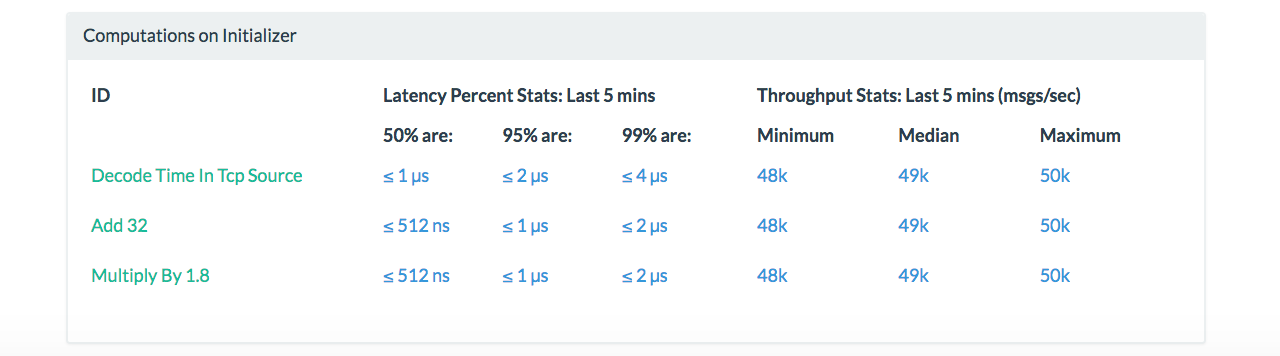 Computations on Initializer
ID Latency Percent Stats: Last 5 mins Throughput Stats: Last 5 mins (msgs/sec)
50% are: 95% are: 99% are: Minimum Median Maximum
Decode Time In Tcp Source ≤ 1 µs ≤ 2 µs ≤ 4 µs 48k 49k 50k
Add 32 ≤ 512 ns ≤ 1 µs ≤ 2 µs 48k 49k 50k
Multiply By 1.8 ≤ 512 ns ≤ 1 µs ≤ 2 µs 48k 49k 50k